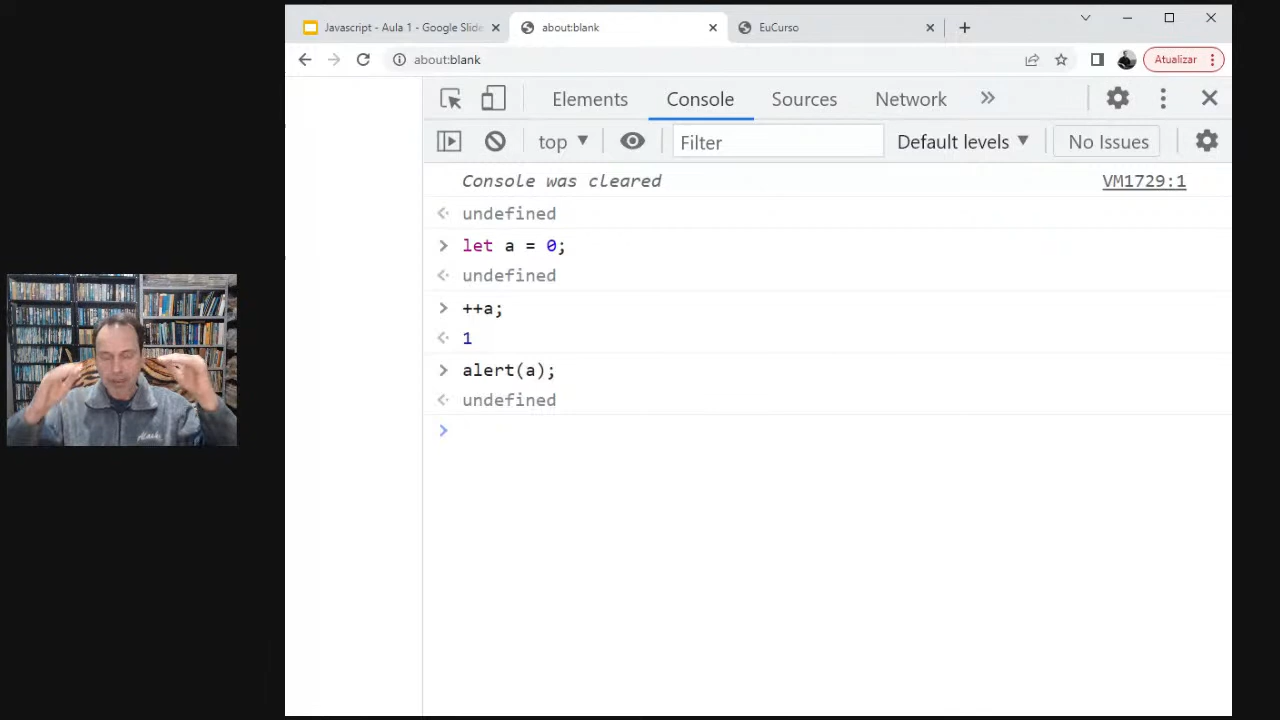 Javascript - Aula 1 - Google Slide
about:blank
EuCurso
about:blank
Atualizar
Elements
Console
Sources
Network
top
Filter
Default levels
No Issues
Console was cleared
VM1729:1
undefined
let a = 0;
undefined
++a;
1
alert(a);
undefined